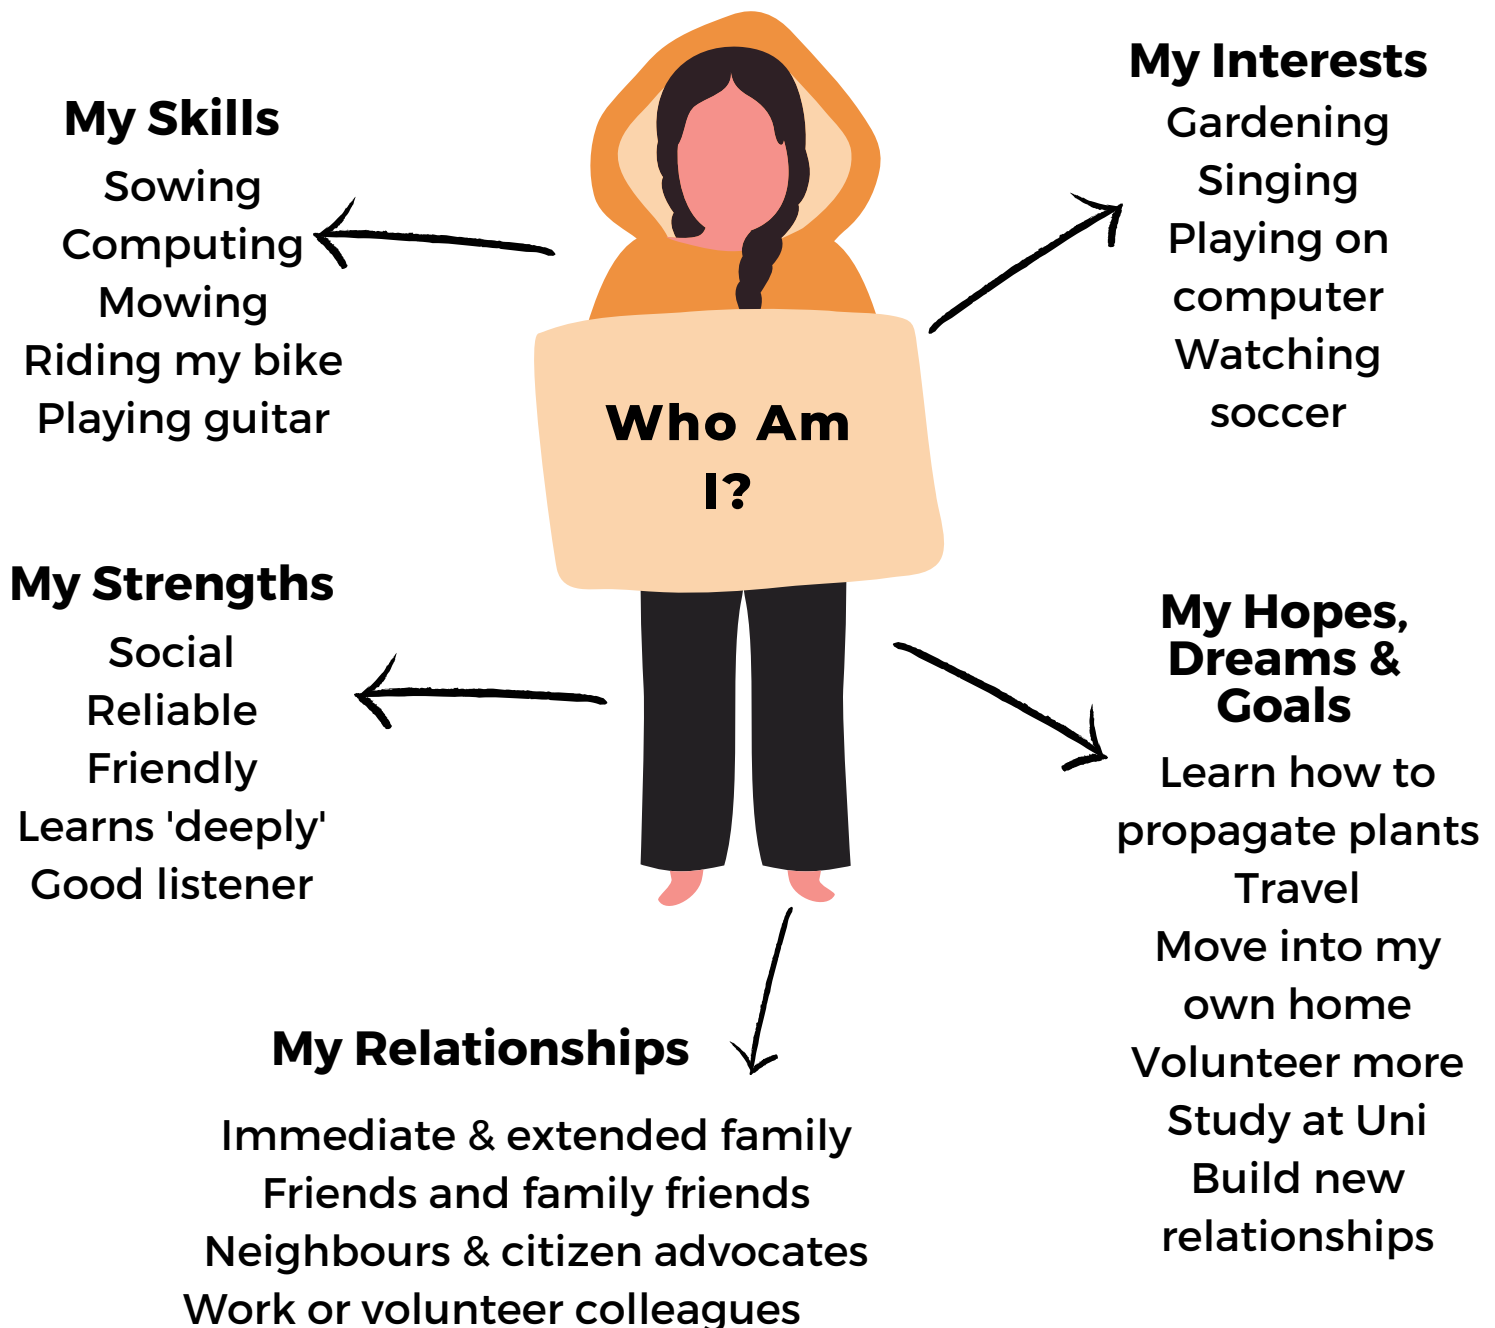 My Skills
Sowing
Computing
Mowing
Riding my bike
Playing guitar
My Interests
Gardening
Singing
Playing on
computer
Watching
soccer
Who Am
I?
My Strengths
Social
Reliable
Friendly
Learns 'deeply'
Good listener
My Hopes,
Dreams &
Goals
Learn how to
propagate plants
Travel
Move into my
own home
Volunteer more
Study at Uni
Build new
relationships
My Relationships
Immediate & extended family
Friends and family friends
Neighbours & citizen advocates
Work or volunteer colleagues